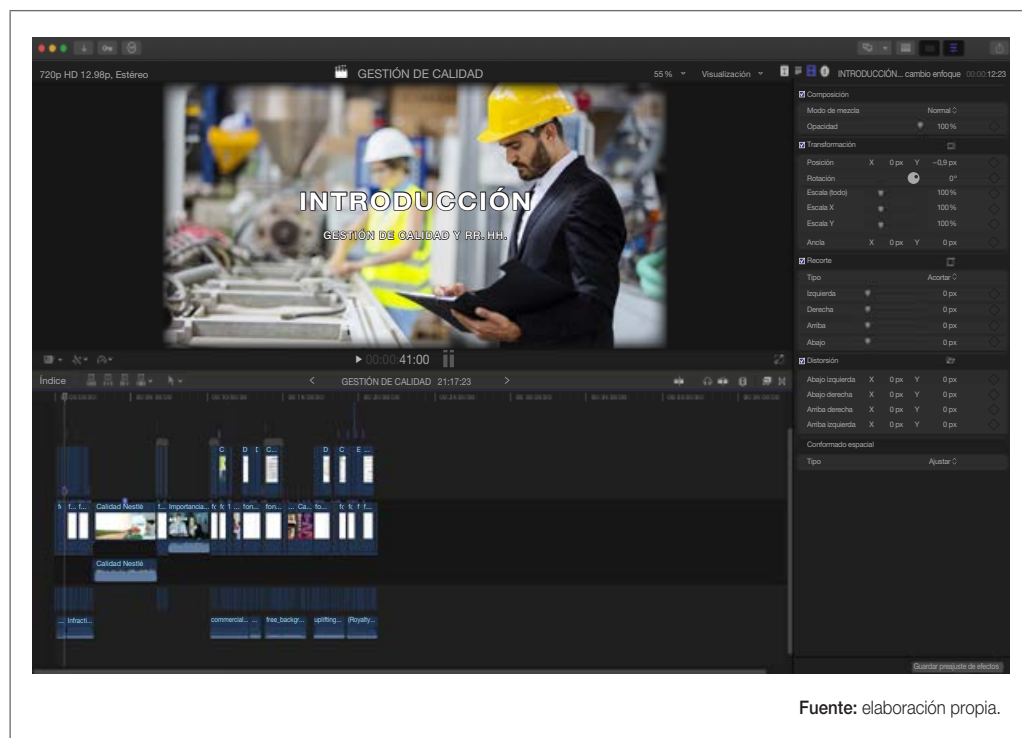 720p HD 12.98p, Estéreo
GESTIÓN DE CALIDAD
55 %
Visualización
INTRODUCCIÓN... cambio enfoque 00:00:12:23
INTRODUCCIÓN
GESTIÓN DE CALIDAD Y RR. HH.
00:00:41:00
Composición
Modo de mezcla Normal
Opacidad 100 %
Transformación
Posición X 0 px Y –0,9 px
Rotación 0°
Escala (todo) 100 %
Escala X 100 %
Escala Y 100 %
Ancla X 0 px Y 0 px
Recorte
Tipo Acortar
Izquierda 0 px
Derecha 0 px
Arriba 0 px
Abajo 0 px
Distorsión
Abajo izquierda X 0 px Y 0 px
Abajo derecha X 0 px Y 0 px
Arriba derecha X 0 px Y 0 px
Arriba izquierda X 0 px Y 0 px
Conformado espacial
Tipo Ajustar
Guardar preajuste de efectos
Índice
GESTIÓN DE CALIDAD 21:17:23
C D C... D C E ...
f... f... Calidad Nestlé f... Importancia... fon... fon... ... Ca... fo... f...
Calidad Nestlé
... Infracti... commercial... ... free_backgr... uplifting... (Royalty...
Fuente: elaboración propia.